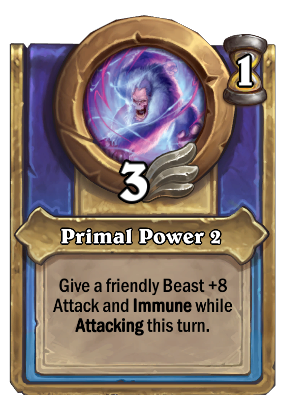 1
3
Primal Power 2
Give a friendly Beast +8
Attack and Immune while
Attacking this turn.